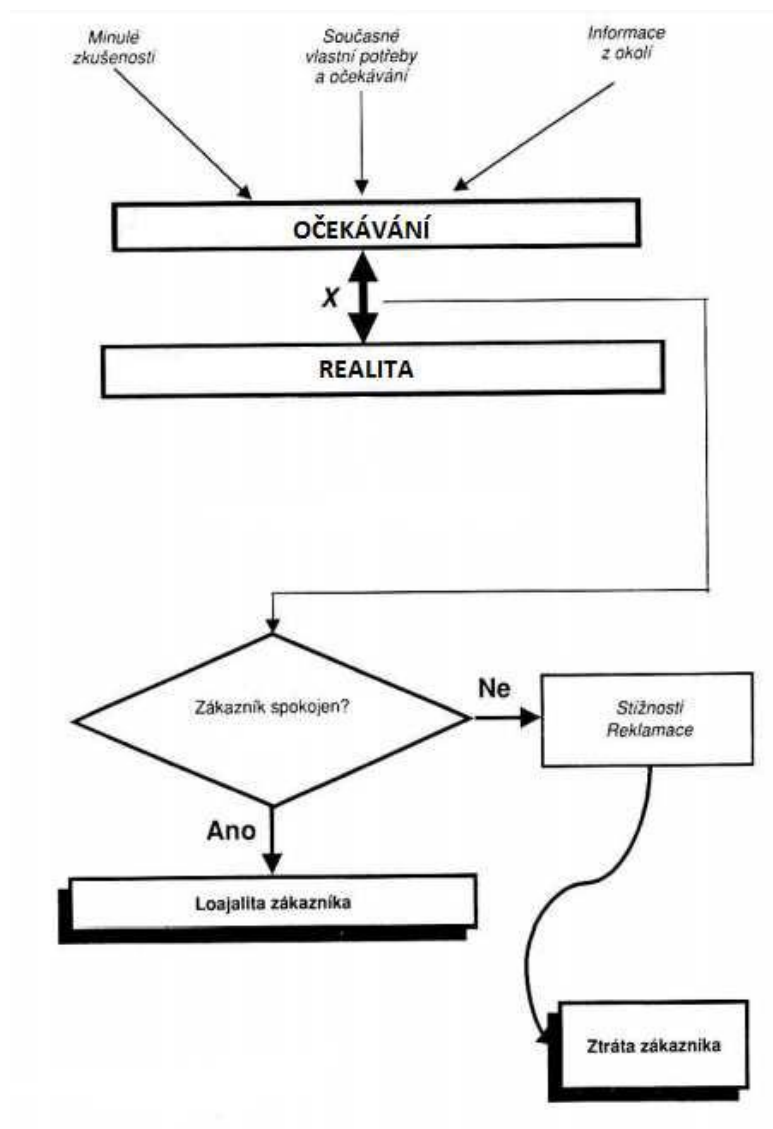 Minulé
zkušenosti
Současné
vlastní potřeby
a očekávání
Informace
z okolí
OČEKÁVÁNÍ
X
REALITA
Zákazník spokojen?
Ne
Stížnosti
Reklamace
Ano
Loajalita zákazníka
Ztráta zákazníka